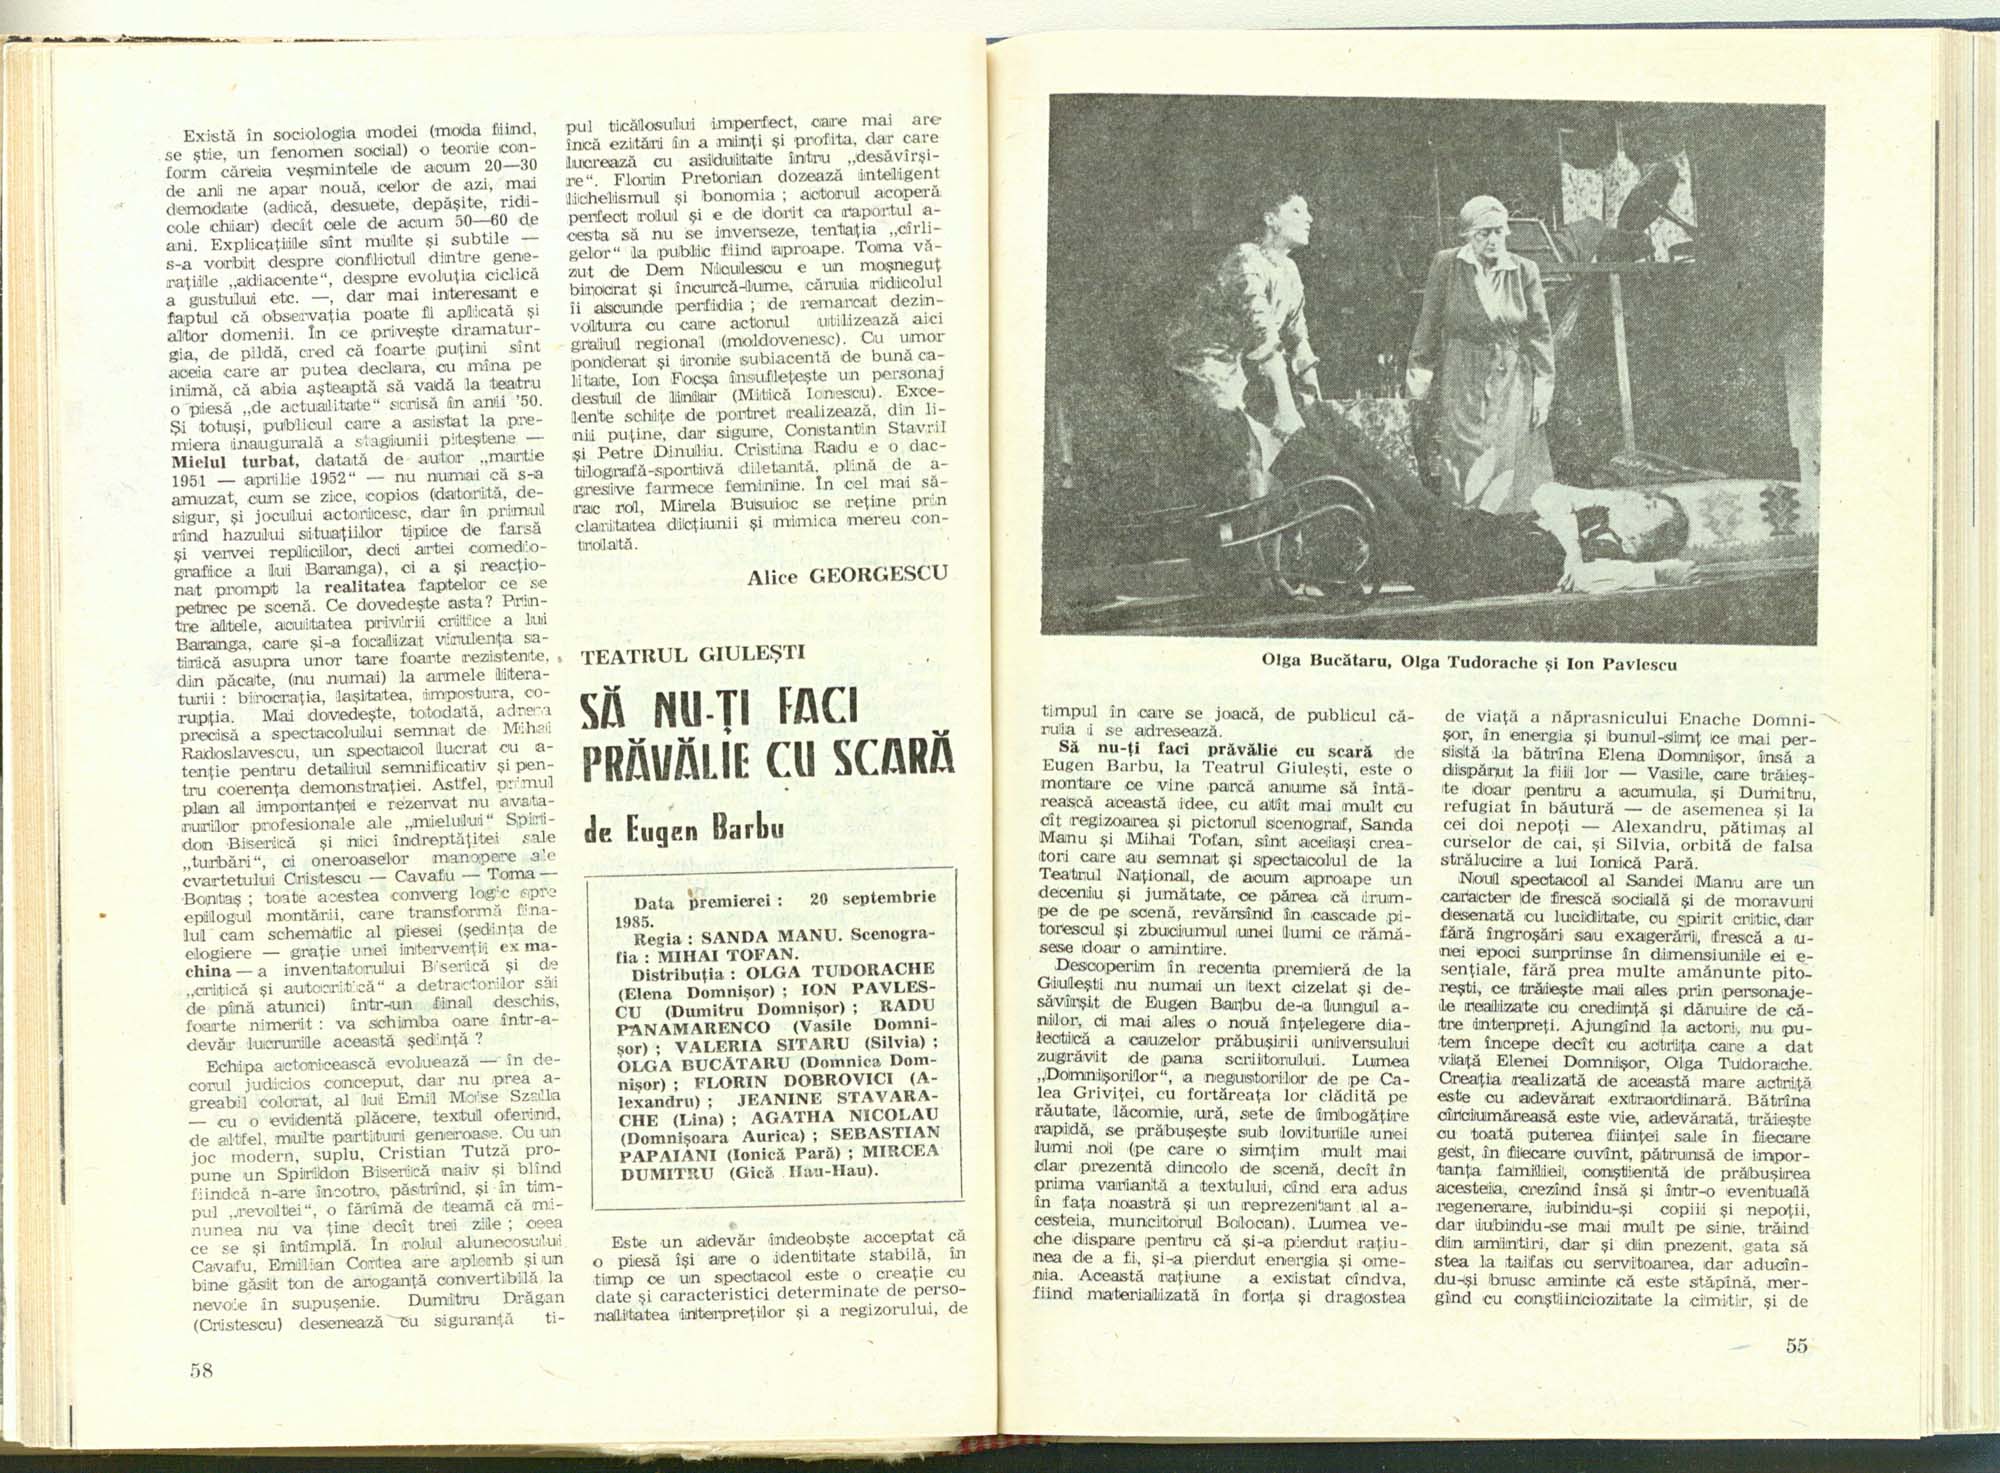 Există în sociologia modei (moda fiind,
se știe, un fenomen social) o teorie con-
form căreia veșmintele de acum 20—30
de ani ne apar nouă, celor de azi, mai
demodate (adică, desuete, depășite, ridi-
cole chiar) decît cele de acum 50—60 de
ani. Explicațiile sînt multe și subtile —
s-a vorbit despre conflictul dintre gene-
rațiile „adiacente“, despre evoluția ciclică
a gustului etc. —, dar mai interesant e
faptul că observația poate fi aplicată și
altor domenii. În ce privește dramatur-
gia, de pildă, cred că foarte puțini sînt
aceia care ar putea declara, cu mîna pe
inimă, că abia așteaptă să vadă la teatru
o piesă „de actualitate“ scrisă în anii '50.
Și totuși, publicul care a asistat la pre-
miera inaugurală a stagiunii piteștene —
Mielul turbat, datată de autor „martie
1951 — aprilie 1952“ — nu numai că s-a
amuzat, cum se zice, copios (datorită, de-
sigur, și jocului actoricesc, dar în primul
rînd hazului situațiilor tipice de farsă
și vervei replicilor, deci artei comedio-
grafice a lui Baranga), ci a și reacțio-
nat prompt la realitatea faptelor ce se
petrec pe scenă. Ce dovedește asta? Prin-
tre altele, acuitatea privirii critice a lui
Baranga, care și-a focalizat virulența sa-
tirică asupra unor tare foarte rezistente,
din păcate, (nu numai) la armele litera-
turii : birocrația, lașitatea, impostura, co-
rupția. Mai dovedește, totodată, adresa
precisă a spectacolului semnat de Mihai
Radoslavescu, un spectacol lucrat cu a-
tenție pentru detaliul semnificativ și pen-
tru coerența demonstrației. Astfel, primul
plan al importanței e rezervat nu avata-
rurilor profesionale ale „mielului“ Spiri-
don Biserică și nici îndreptățitei sale
„turbări“, ci oneroaselor manopere ale
cvartetului Cristescu — Cavafu — Toma —
Bontaș ; toate acestea converg logic spre
epilogul montării, care transformă fina-
lul cam schematic al piesei (ședința de
elogiere — grație unei intervenții ex ma-
china — a inventatorului Biserică și de
„critică și autocritică“ a detractorilor săi
de pînă atunci) într-un final deschis,
foarte nimerit : va schimba oare într-a-
devăr lucrurile această ședință ?
Echipa actoricească evoluează — în de-
corul judicios conceput, dar nu prea a-
greabil colorat, al lui Emil Moise Szalla
— cu o evidentă plăcere, textul oferind,
de altfel, multe partituri generoase. Cu un
joc modern, suplu, Cristian Tutză pro-
pune un Spiridon Biserică naiv și blînd
fiindcă n-are încotro, păstrînd, și în tim-
pul „revoltei“, o fărîmă de teamă că mi-
nunea nu va ține decît trei zile ; ceea
ce se și întîmplă. În rolul alunecosului
Cavafu, Emilian Cortea are aplomb și un
bine găsit ton de aroganță convertibilă la
nevoie în supușenie. Dumitru Drăgan
(Cristescu) desenează cu siguranță ti-
58
pul ticălosului imperfect, care mai are
încă ezitări în a minți și profita, dar care
lucrează cu asiduitate întru „desăvîrși-
re“. Florin Pretorian dozează inteligent
lichelismul și bonomia ; actorul acoperă
perfect rolul și e de dorit ca raportul a-
cesta să nu se inverseze, tentația „cîrli-
gelor“ la public fiind aproape. Toma vă-
zut de Dem Niculescu e un moșneguț
birocrat și încurcă-lume, căruia ridicolul
îi ascunde perfidia ; de remarcat dezin-
voltura cu care actorul utilizează aici
graiul regional (moldovenesc). Cu umor
ponderat și ironie subiacentă de bună ca-
litate, Ion Focșa însuflețește un personaj
destul de liniar (Mitică Ionescu). Exce-
lente schițe de portret realizează, din li-
nii puține, dar sigure, Constantin Stavril
și Petre Dinuliu. Cristina Radu e o dac-
tilografă-sportivă diletantă, plină de a-
gresive farmece feminine. În cel mai să-
rac rol, Mirela Busuioc se reține prin
claritatea dicțiunii și mimica mereu con-
trolată.
Alice GEORGESCU
TEATRUL GIULEȘTI
SĂ NU-ȚI FACI
PRĂVĂLIE CU SCARĂ
de Eugen Barbu
Data premierei : 20 septembrie
1985.
Regia : SANDA MANU. Scenogra-
fia : MIHAI TOFAN.
Distribuția : OLGA TUDORACHE
(Elena Domnișor) ; ION PAVLES-
CU (Dumitru Domnișor) ; RADU
PANAMARENCO (Vasile Domni-
șor) ; VALERIA SITARU (Silvia) ;
OLGA BUCĂTARU (Domnica Dom-
nișor) ; FLORIN DOBROVICI (A-
lexandru) ; JEANINE STAVARA-
CHE (Lina) ; AGATHA NICOLAU
(Domnișoara Aurica) ; SEBASTIAN
PAPAIANI (Ionică Pară) ; MIRCEA
DUMITRU (Gică Hau-Hau).
Este un adevăr îndeobște acceptat că
o piesă își are o identitate stabilă, în
timp ce un spectacol este o creație cu
date și caracteristici determinate de perso-
nalitatea interpreților și a regizorului, de
Olga Bucătaru, Olga Tudorache și Ion Pavlescu
timpul în care se joacă, de publicul că-
ruia i se adresează.
Să nu-ți faci prăvălie cu scară de
Eugen Barbu, la Teatrul Giulești, este o
montare ce vine parcă anume să întă-
rească această idee, cu atît mai mult cu
cît regizoarea și pictorul scenograf, Sanda
Manu și Mihai Tofan, sînt aceiași crea-
tori care au semnat și spectacolul de la
Teatrul Național, de acum aproape un
deceniu și jumătate, ce părea că irum-
pe de pe scenă, revărsînd în cascade pi-
torescul și zbuciumul unei lumi ce rămă-
sese doar o amintire.
Descoperim în recenta premieră de la
Giulești nu numai un text cizelat și de-
săvîrșit de Eugen Barbu de-a lungul a-
nilor, ci mai ales o nouă înțelegere dia-
lectică a cauzelor prăbușirii universului
zugrăvit de pana scriitorului. Lumea
„Domnișorilor“, a negustorilor de pe Ca-
lea Griviței, cu fortăreața lor clădită pe
răutate, lăcomie, ură, sete de îmbogățire
rapidă, se prăbușește sub loviturile unei
lumi noi (pe care o simțim mult mai
clar prezentă dincolo de scenă, decît în
prima variantă a textului, cînd era adus
în fața noastră și un reprezentant al a-
cesteia, muncitorul Bolocan). Lumea ve-
che dispare pentru că și-a pierdut rațiu-
nea de a fi, și-a pierdut energia și ome-
nia. Această rațiune a existat cîndva,
fiind materializată în forța și dragostea
de viață a năprasnicului Enache Domni-
șor, în energia și bunul-simț ce mai per-
sistă la bătrîna Elena Domnișor, însă a
dispărut la fiii lor — Vasile, care trăieș-
te doar pentru a acumula, și Dumitru,
refugiat în băutură — de asemenea și la
cei doi nepoți — Alexandru, pătimaș al
curselor de cai, și Silvia, orbită de falsa
strălucire a lui Ionică Pară.
Noul spectacol al Sandei Manu are un
caracter de frescă socială și de moravuri
desenată cu luciditate, cu spirit critic, dar
fără îngroșări sau exagerări, frescă a u-
nei epoci surprinse în dimensiunile ei e-
sențiale, fără prea multe amănunte pito-
rești, ce trăiește mai ales prin personaje-
le realizate cu credință și dăruire de că-
tre interpreți. Ajungînd la actori, nu pu-
tem începe decît cu actrița care a dat
viață Elenei Domnișor, Olga Tudorache.
Creația realizată de această mare actriță
este cu adevărat extraordinară. Bătrîna
cîrciumăreasă este vie, adevărată, trăiește
cu toată puterea ființei sale în fiecare
gest, în fiecare cuvînt, pătrunsă de impor-
tanța familiei, conștientă de prăbușirea
acesteia, crezînd însă și într-o eventuală
regenerare, iubindu-și copiii și nepoții,
dar iubindu-se mai mult pe sine, trăind
din amintiri, dar și din prezent, gata să
stea la taifas cu servitoarea, dar aducîn-
du-și brusc aminte că este stăpînă, mer-
gînd cu conștiinciozitate la cimitir, și de
55